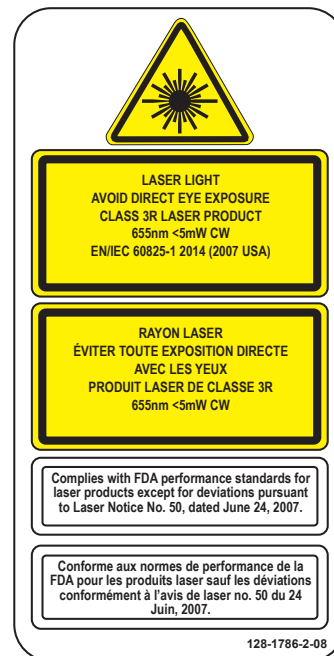 LASER LIGHT
AVOID DIRECT EYE EXPOSURE
CLASS 3R LASER PRODUCT
655nm <5mW CW
EN/IEC 60825-1 2014 (2007 USA)
RAYON LASER
ÉVITER TOUTE EXPOSITION DIRECTE
AVEC LES YEUX
PRODUIT LASER DE CLASSE 3R
655nm <5mW CW
Complies with FDA performance standards for
laser products except for deviations pursuant
to Laser Notice No. 50, dated June 24, 2007.
Conforme aux normes de performance de la
FDA pour les produits laser sauf les déviations
conformément à l'avis de laser no. 50 du 24
Juin, 2007.
128-1786-2-08